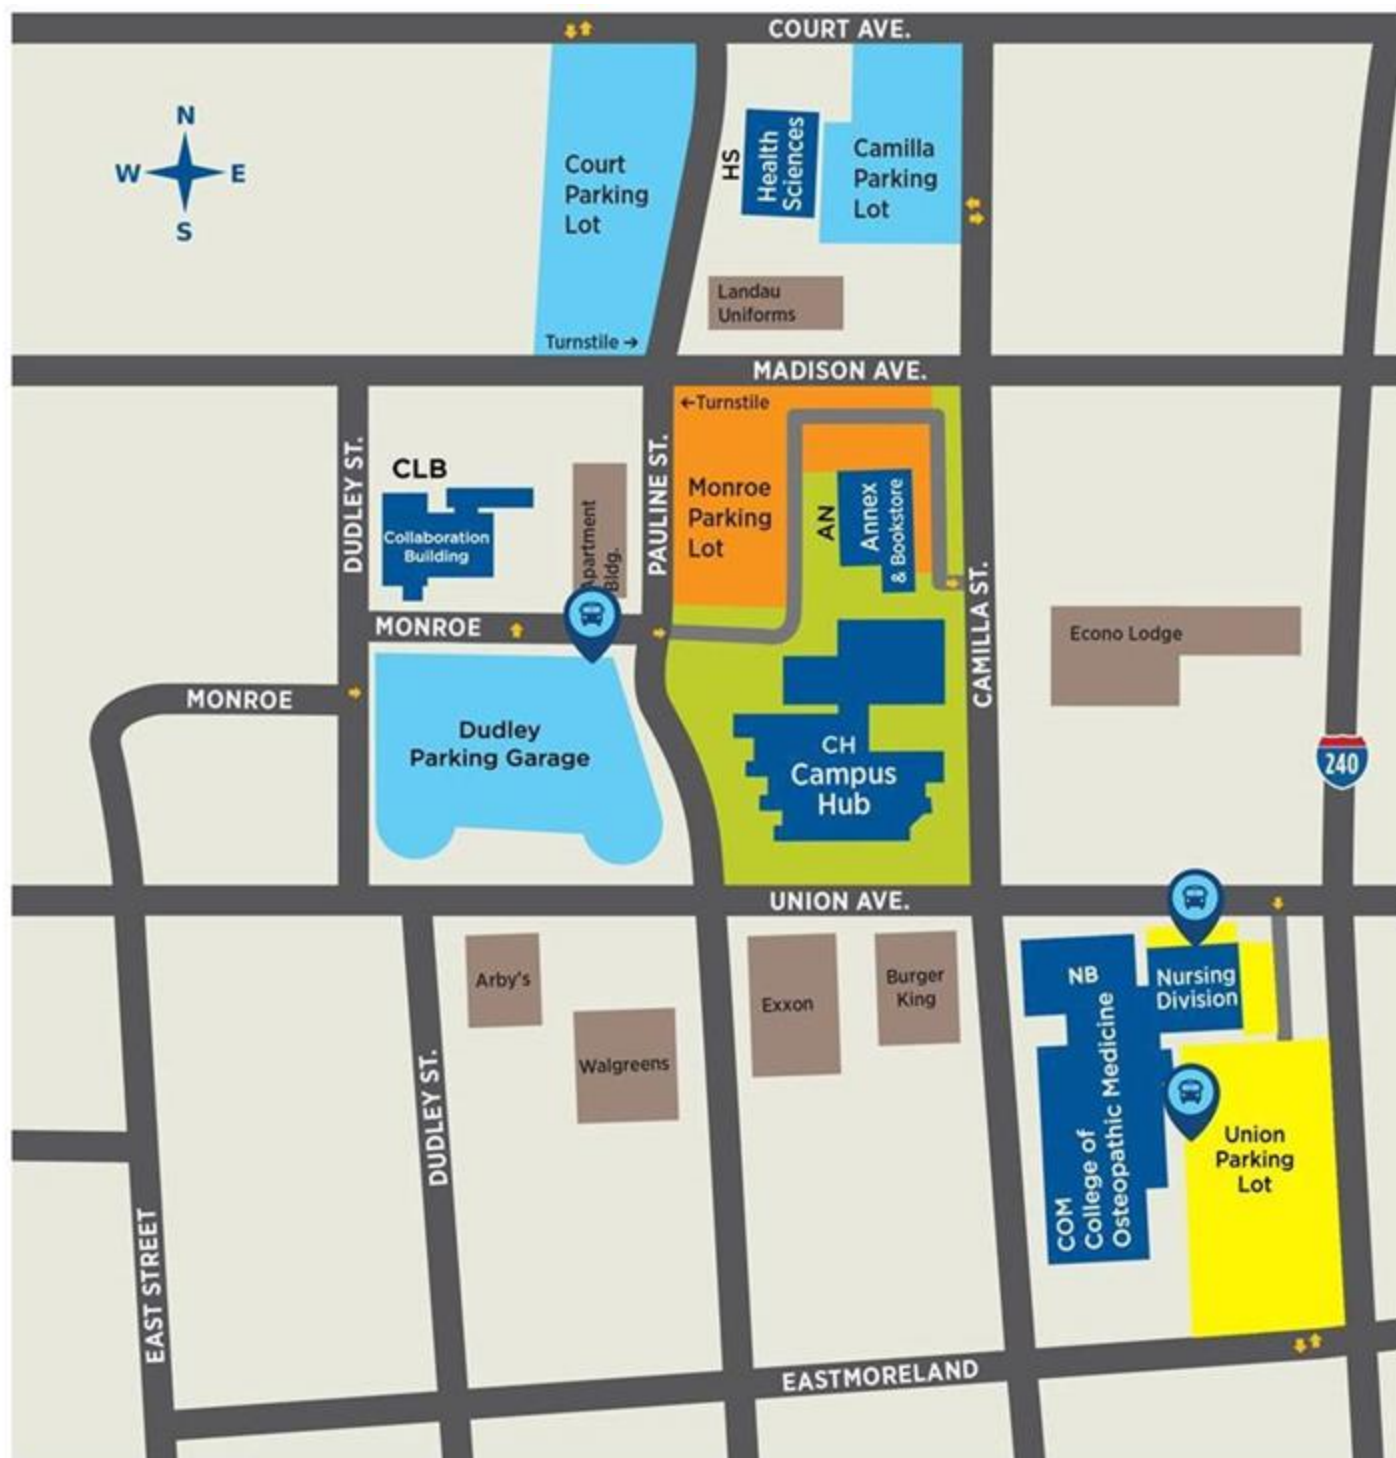 COURT AVE.
N
W
E
S
Court
Parking
Lot
HS
Health
Sciences
Camilla
Parking
Lot
Landau
Uniforms
Turnstile →
MADISON AVE.
←Turnstile
DUDLEY ST.
CLB
Collaboration
Building
Apartment
Bldg.
PAULINE ST.
Monroe
Parking
Lot
AN
Annex
& Bookstore
CAMILLA ST.
MONROE
Econo Lodge
MONROE
Dudley
Parking Garage
CH
Campus
Hub
240
UNION AVE.
Arby's
Walgreens
Exxon
Burger
King
NB
Nursing
Division
DUDLEY ST.
COM
College of
Osteopathic Medicine
Union
Parking
Lot
EAST STREET
EASTMORELAND